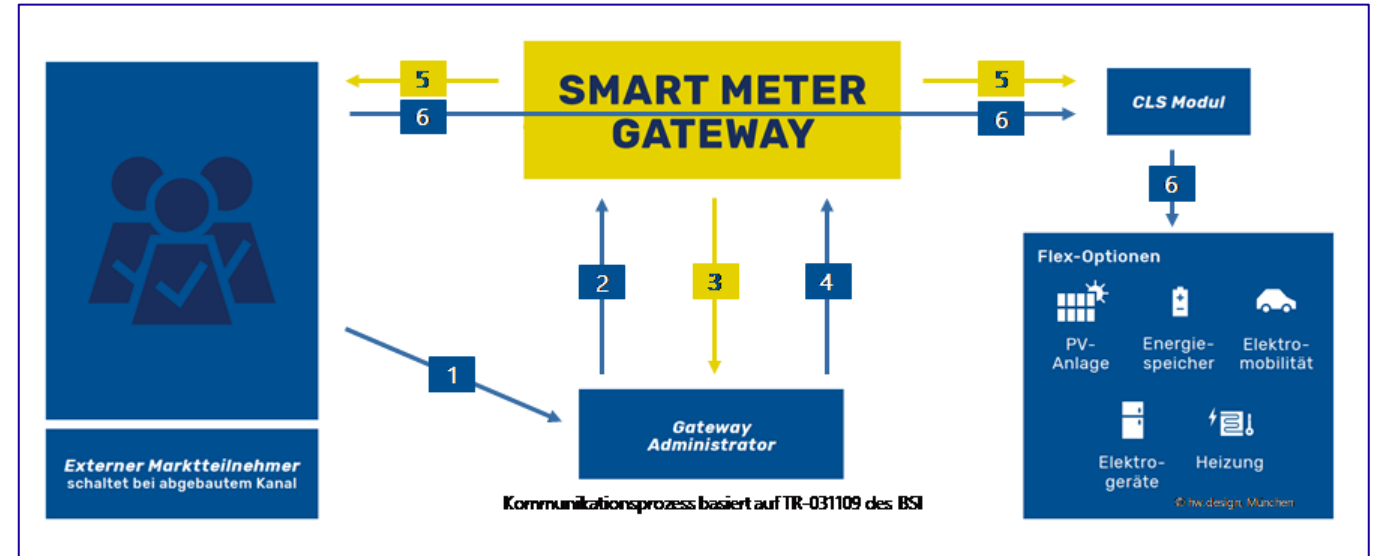 5
SMART METER
GATEWAY
5
6
6
CLS Modul
6
2
3
4
1
Gateway
Administrator
Externer Marktteilnehmer
schaltet bei abgebautem Kanal
Kommunikationsprozess basiert auf TR-031109 des BSI
Flex-Optionen
PV-
Anlage
Energie-
speicher
Elektro-
mobilität
Elektro-
geräte
Heizung
© hw.design, München